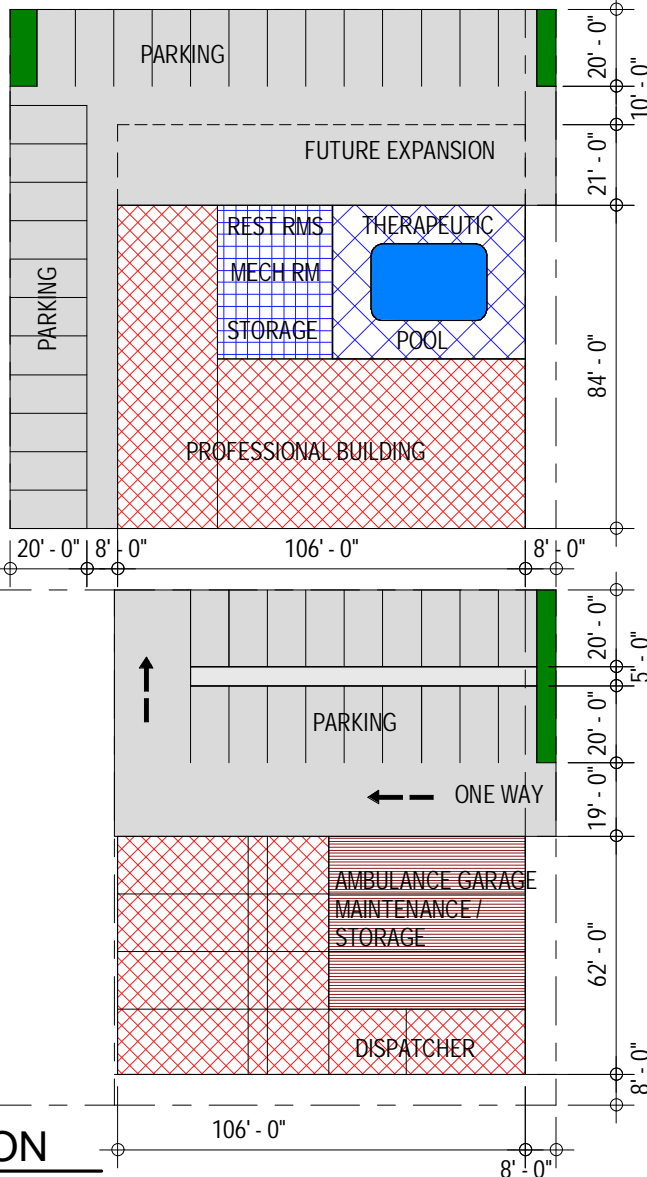 PARKING
20' - 0"
10' - 0"
FUTURE EXPANSION
21' - 0"
REST RMS
THERAPEUTIC
MECH RM
PARKING
STORAGE
POOL
84' - 0"
PROFESSIONAL BUILDING
20' - 0"
8' - 0"
106' - 0"
8' - 0"
20' - 0"
5' - 0"
PARKING
20' - 0"
ONE WAY
19' - 0"
AMBULANCE GARAGE
MAINTENANCE /
STORAGE
62' - 0"
DISPATCHER
8' - 0"
106' - 0"
ON
8' - 0"